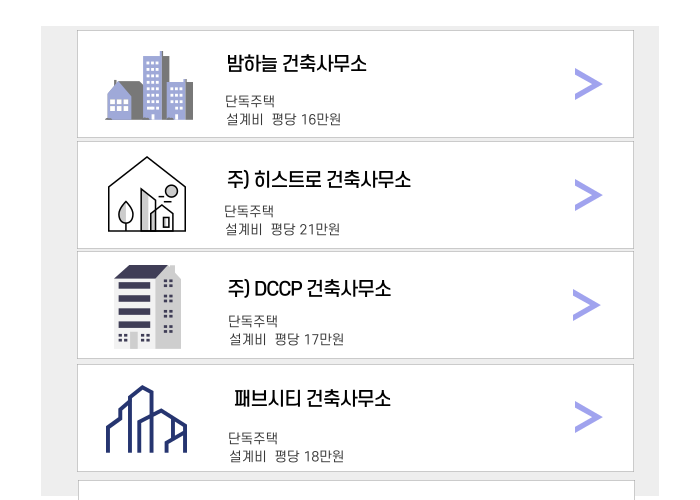 밤하늘 건축사무소
단독주택
설계비 평당 16만원
주) 히스트로 건축사무소
단독주택
설계비 평당 21만원
주) DCCP 건축사무소
단독주택
설계비 평당 17만원
패브시티 건축사무소
단독주택
설계비 평당 18만원